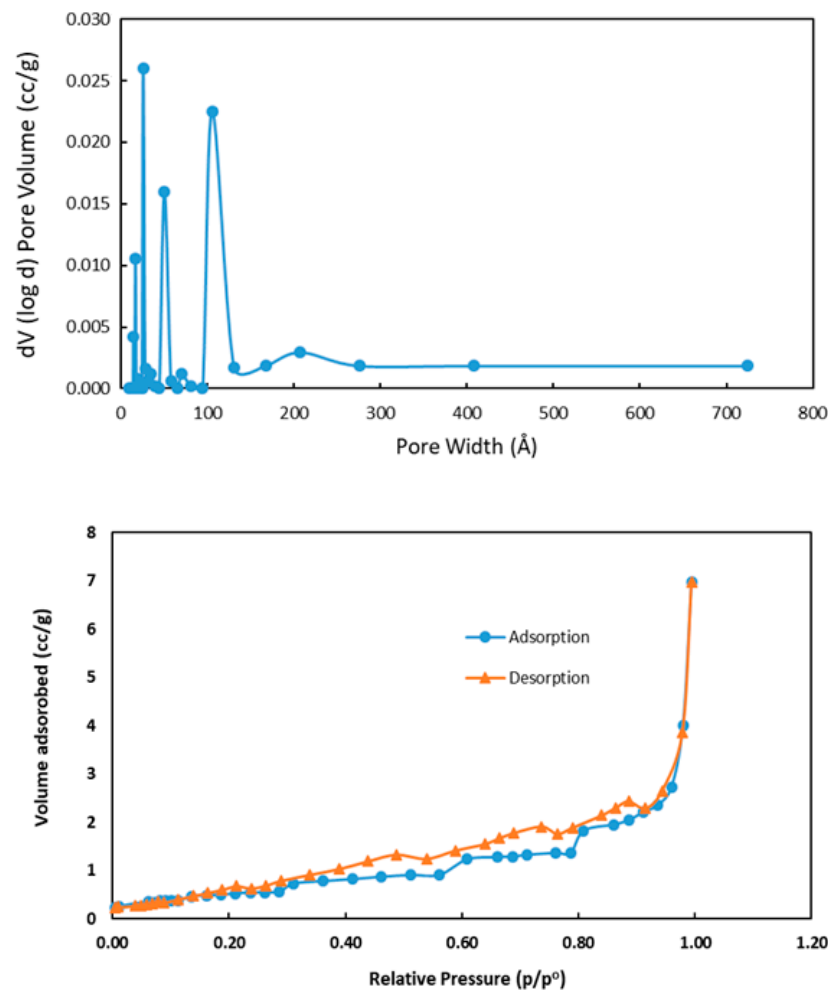 dV (log d) Pore Volume (cc/g)
0.030
0.025
0.020
0.015
0.010
0.005
0.000
0 100 200 300 400 500 600 700 800
Pore Width (Å)
Volume adsorobed (cc/g)
8
7
6
5
4
3
2
1
0
Adsorption
Desorption
0.00 0.20 0.40 0.60 0.80 1.00 1.20
Relative Pressure (p/pᵒ)